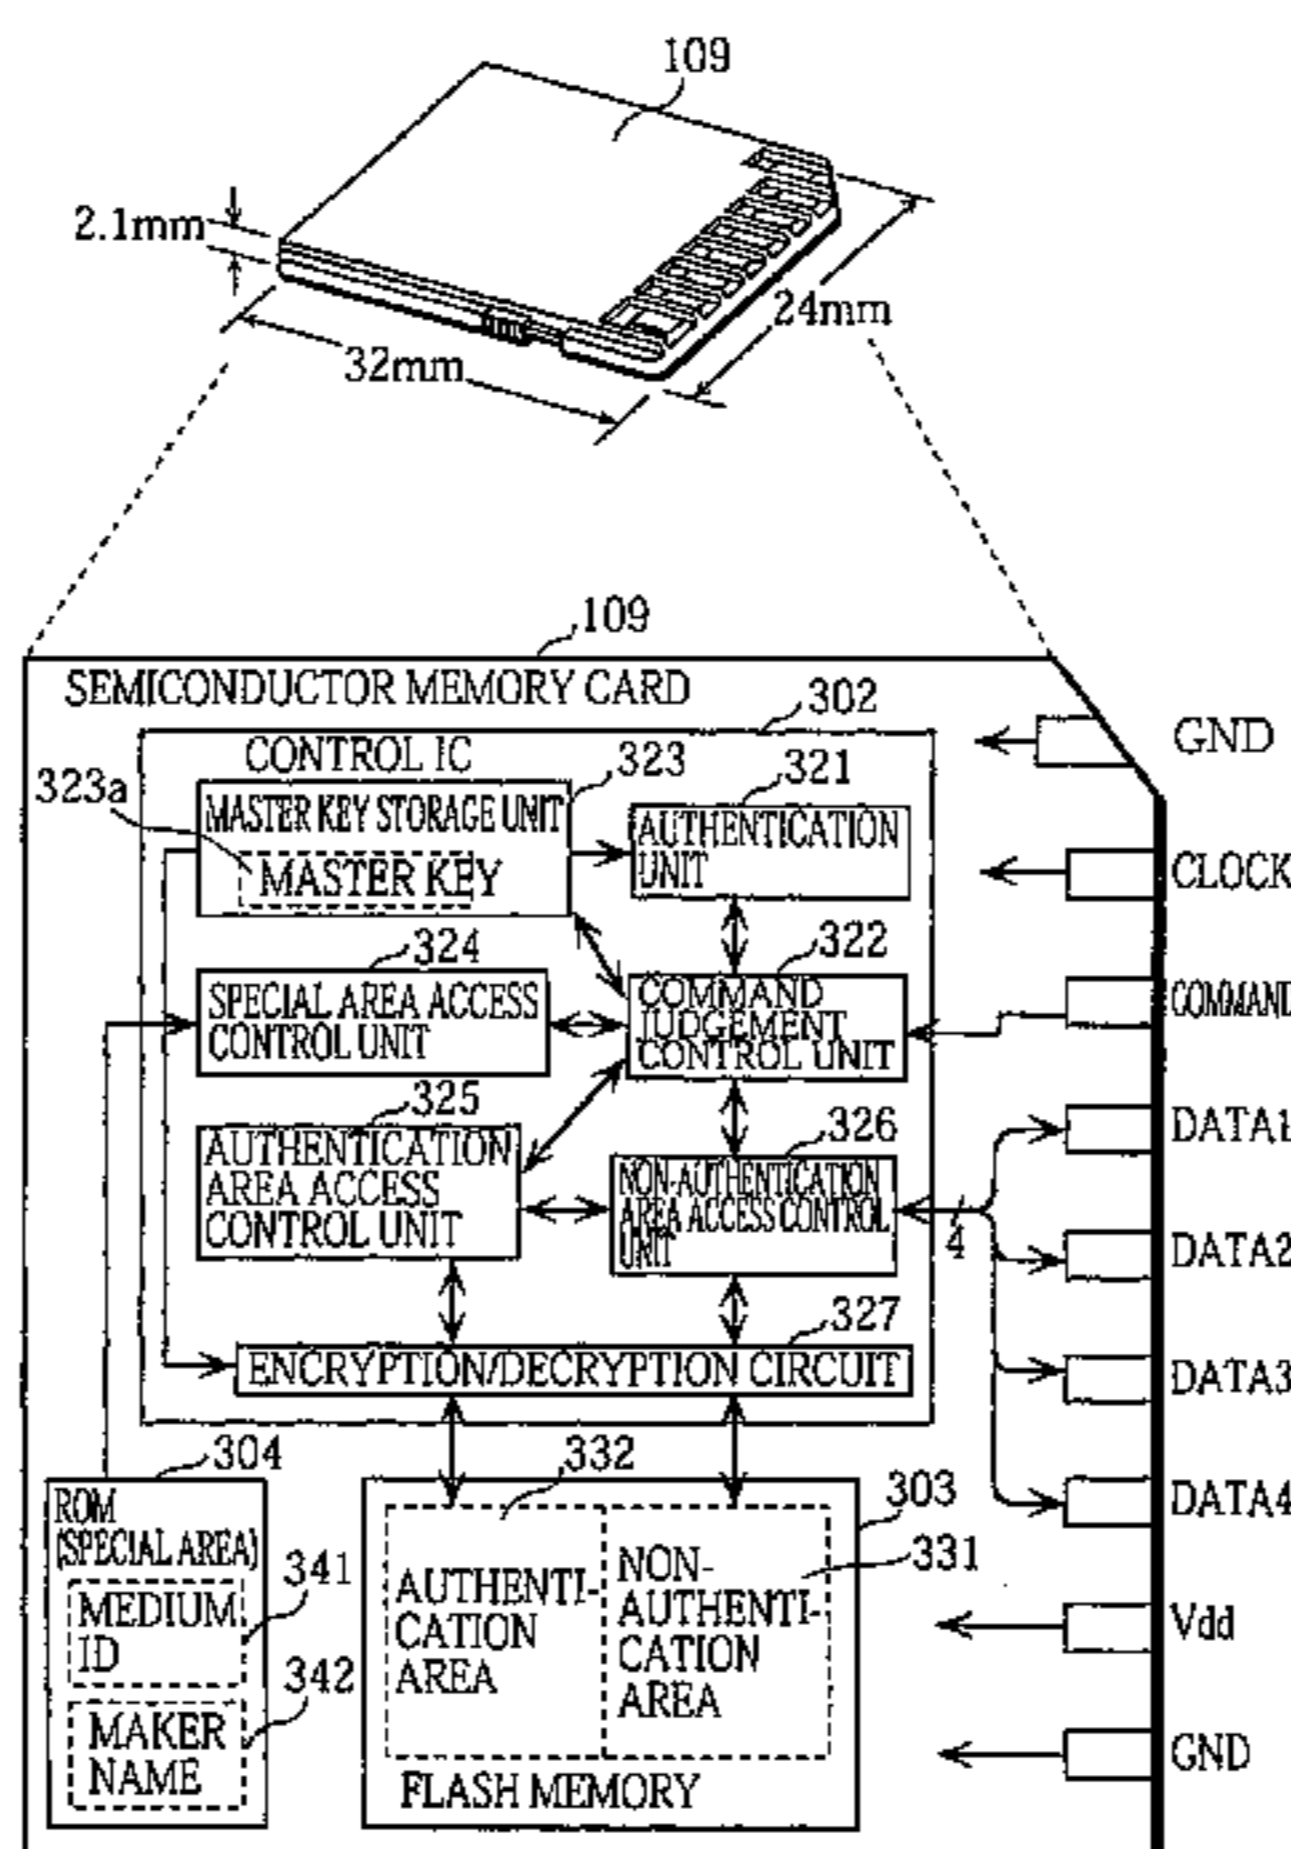 109
2.1mm
24mm
32mm
109
SEMICONDUCTOR MEMORY CARD
302
GND
CONTROL IC
323
321
323a
MASTER KEY STORAGE UNIT
MASTER KEY
AUTHENTICATION
UNIT
CLOCK
324
322
SPECIAL AREA ACCESS
CONTROL UNIT
COMMAND
JUDGEMENT
CONTROL UNIT
COMMAND
325
326
DATA1
AUTHENTICATION
AREA ACCESS
CONTROL UNIT
NON-AUTHENTICATION
AREA ACCESS CONTROL
UNIT
4
DATA2
327
ENCRYPTION/DECRYPTION CIRCUIT
DATA3
304
332
303
DATA4
ROM
(SPECIAL AREA)
341
MEDIUM
ID
342
MAKER
NAME
AUTHENTI-
CATION
AREA
NON-
AUTHENTI-
CATION
AREA
331
FLASH MEMORY
Vdd
GND